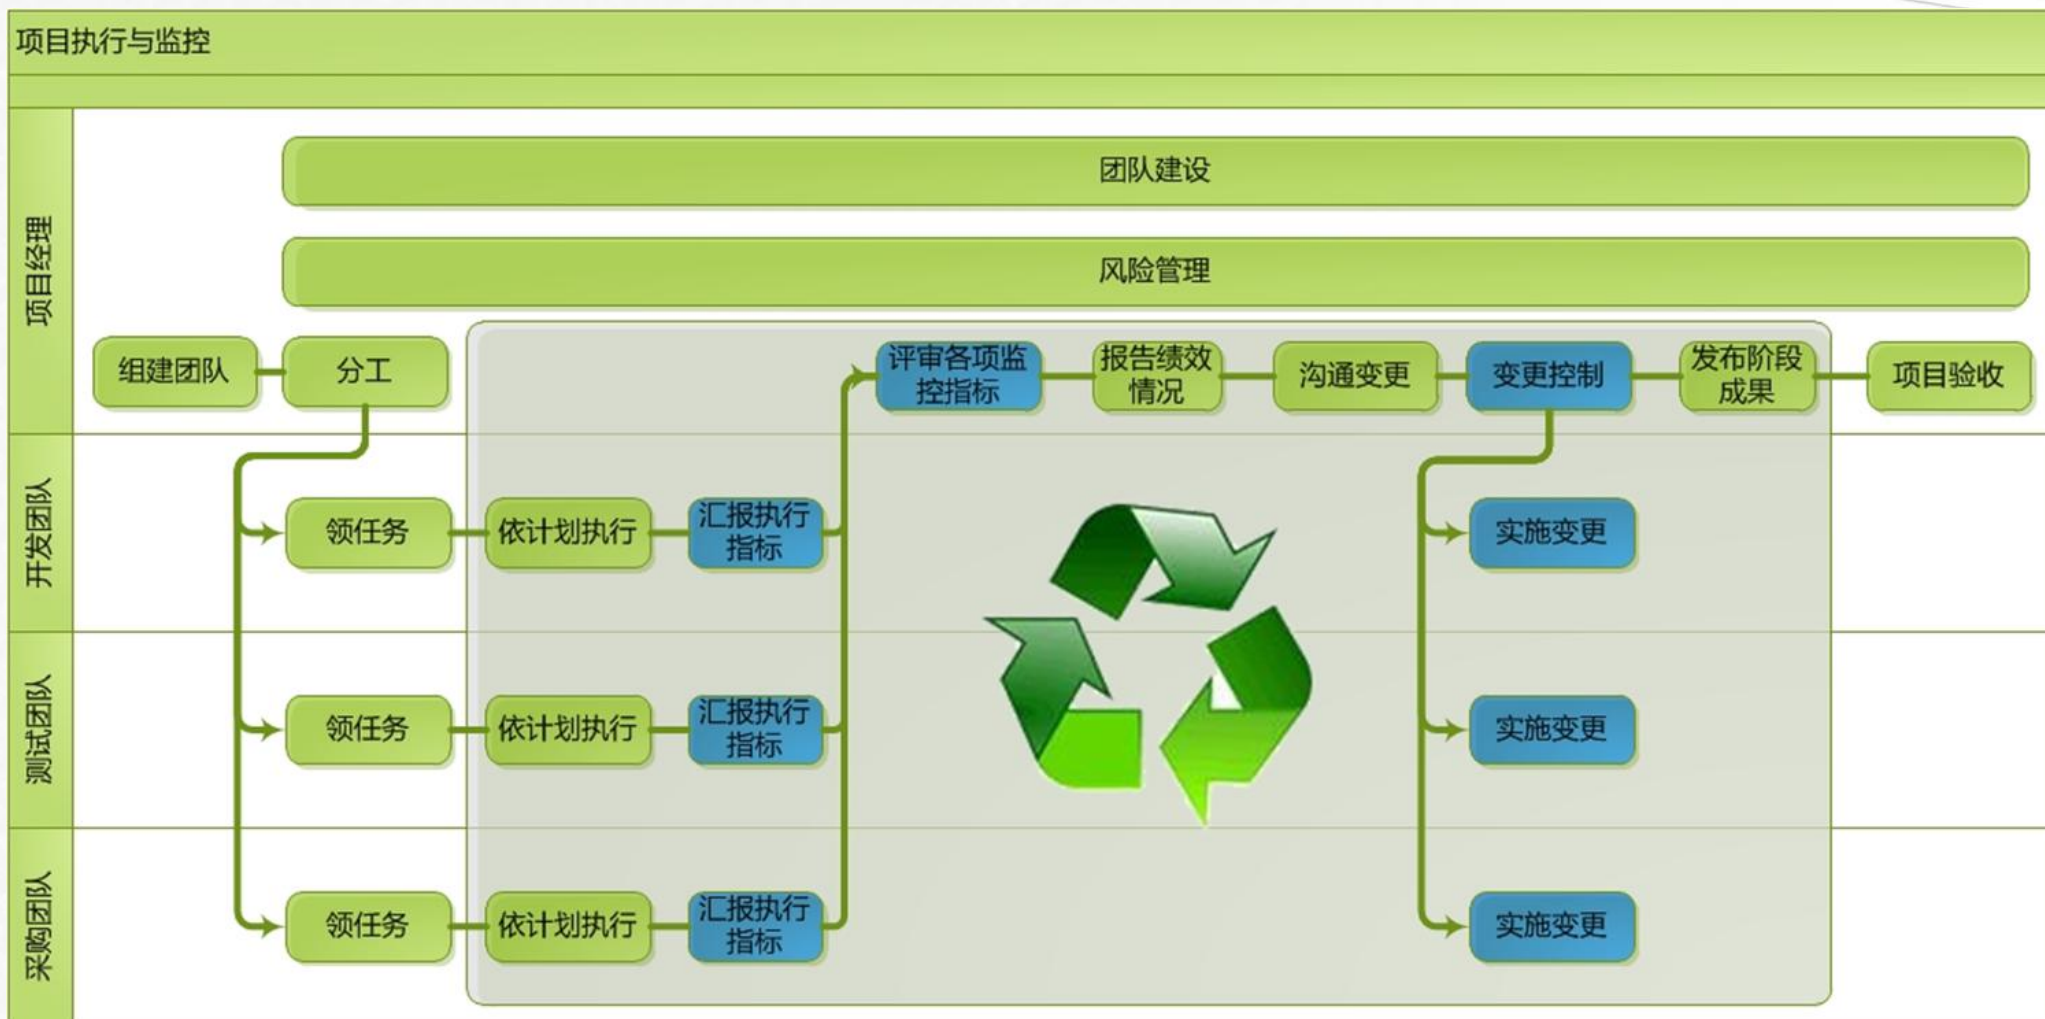 项目执行与监控
项目经理
团队建设
风险管理
组建团队
分工
评审各项监
控指标
报告绩效
情况
沟通变更
变更控制
发布阶段
成果
项目验收
开发团队
领任务
依计划执行
汇报执行
指标
实施变更
测试团队
领任务
依计划执行
汇报执行
指标
实施变更
采购团队
领任务
依计划执行
汇报执行
指标
实施变更